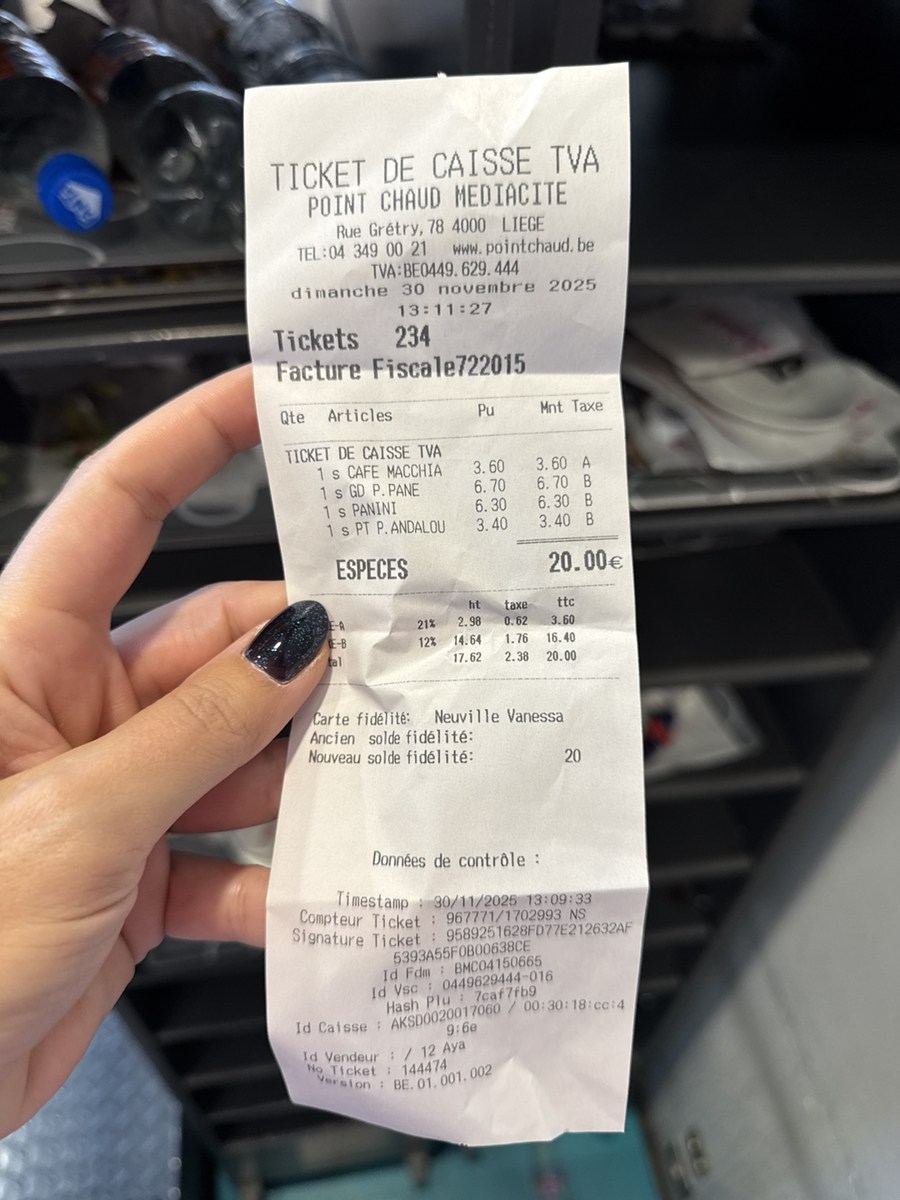 TICKET DE CAISSE TVA
POINT CHAUD MEDIACITE
Rue Grétry, 78 4000 LIEGE
TEL:04 349 00 21 www.pointchaud.be
TVA:BE0449.629.444
dimanche 30 novembre 2025
13:11:27
Tickets 234
Facture Fiscale722015
Qte Articles Pu Mnt Taxe
TICKET DE CAISSE TVA
1 s CAFE MACCHIA 3.60 3.60 A
1 s GD P.PANE 6.70 6.70 B
1 s PANINI 6.30 6.30 B
1 s PT P.ANDALOU 3.40 3.40 B
ESPECES 20.00€
ht taxe ttc
E-A 21% 2.98 0.62 3.60
E-B 12% 14.64 1.76 16.40
tal 17.62 2.38 20.00
Carte fidélité: Neuville Vanessa
Ancien solde fidélité:
Nouveau solde fidélité: 20
Données de contrôle :
Timestamp : 30/11/2025 13:09:33
Compteur Ticket : 967771/1702993 NS
Signature Ticket : 9589251628FD77E212632AF
5393A55F0B00638CE
Id Fdm : BMC04150665
Id Vsc : 0449629444-016
Hash Plu : 7caf7fb9
Id Caisse : AKSD0020017060 / 00:30:18:cc:4
9:6e
Id Vendeur : / 12 Aya
No Ticket : 144474
Version : BE.01.001.002